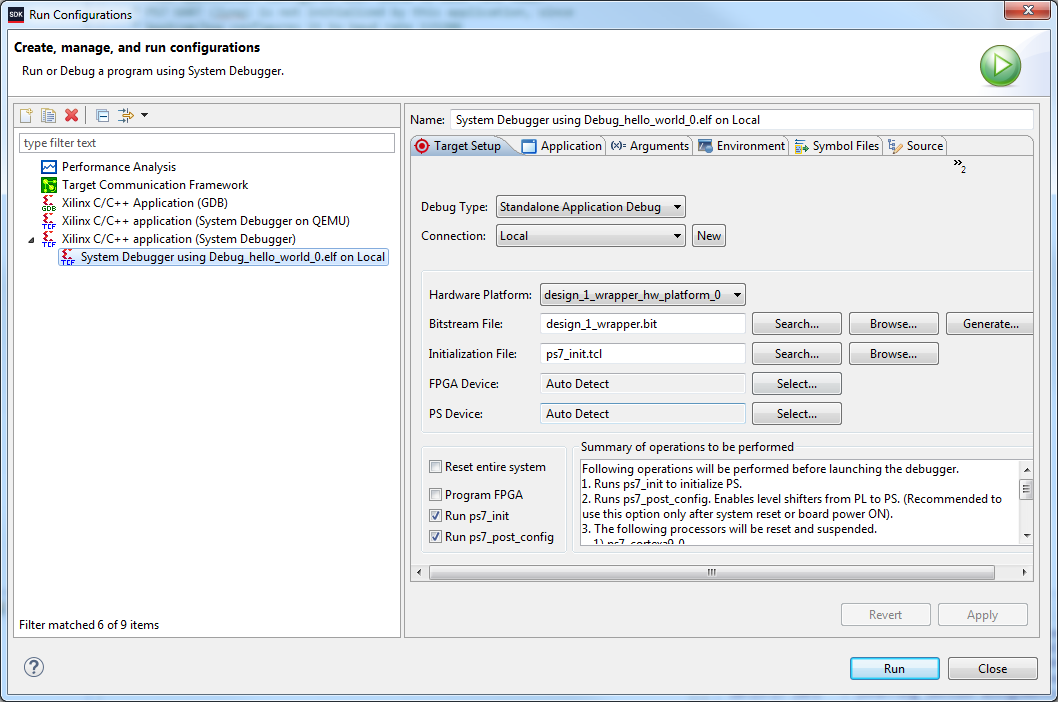 SDK Run Configurations
Create, manage, and run configurations
Run or Debug a program using System Debugger.
type filter text
Performance Analysis
Target Communication Framework
Xilinx C/C++ Application (GDB)
Xilinx C/C++ application (System Debugger on QEMU)
Xilinx C/C++ application (System Debugger)
System Debugger using Debug_hello_world_0.elf on Local
Filter matched 6 of 9 items
Name: System Debugger using Debug_hello_world_0.elf on Local
Target Setup Application (x)= Arguments Environment Symbol Files Source
»2
Debug Type: Standalone Application Debug
Connection: Local New
Hardware Platform: design_1_wrapper_hw_platform_0
Bitstream File: design_1_wrapper.bit Search... Browse... Generate...
Initialization File: ps7_init.tcl Search... Browse...
FPGA Device: Auto Detect Select...
PS Device: Auto Detect Select...
Reset entire system
Program FPGA
Run ps7_init
Run ps7_post_config
Summary of operations to be performed
Following operations will be performed before launching the debugger.
1. Runs ps7_init to initialize PS.
2. Runs ps7_post_config. Enables level shifters from PL to PS. (Recommended to
use this option only after system reset or board power ON).
3. The following processors will be reset and suspended.
1) ps7_cortexa9_0
Revert Apply
? Run Close